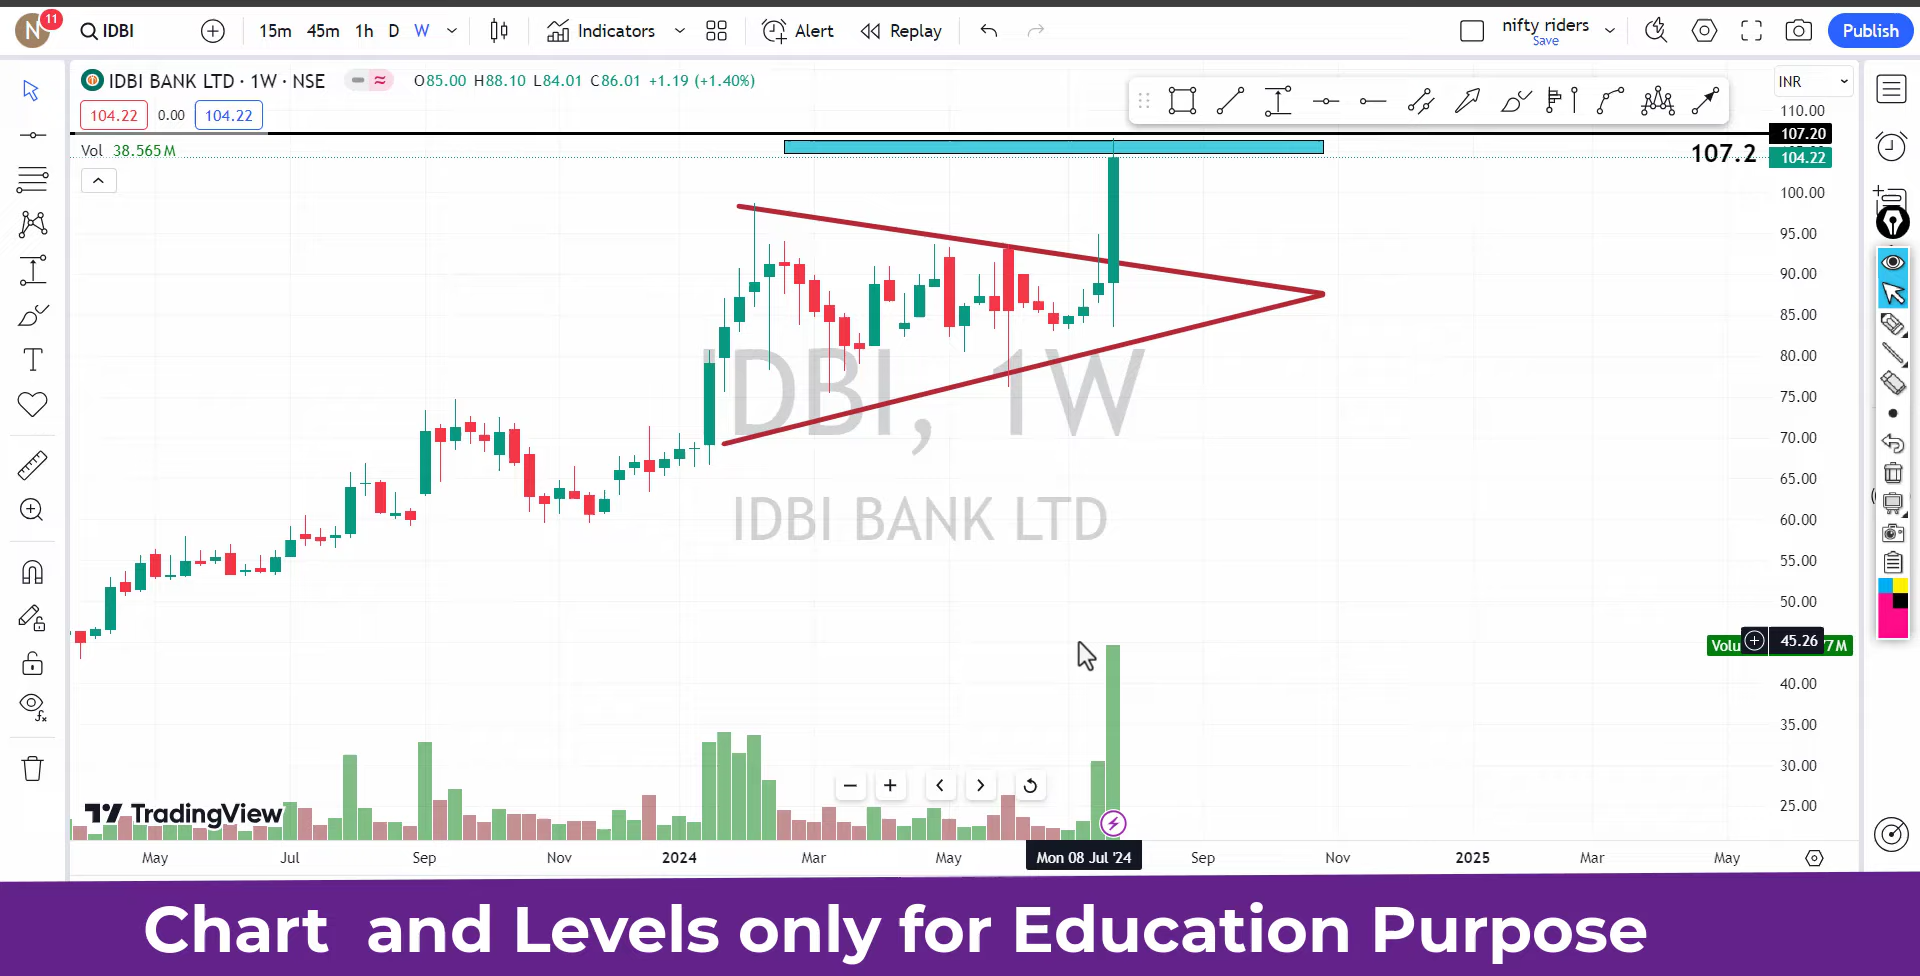 N 11 IDBI 15m 45m 1h D W Indicators Alert Replay nifty riders Save Publish
IDBI BANK LTD · 1W · NSE O85.00 H88.10 L84.01 C86.01 +1.19 (+1.40%) INR
104.22 0.00 104.22 110.00
107.20
Vol 38.565M 107.2 104.22
100.00
95.00
90.00
85.00
80.00
IDBI, 1W
75.00
70.00
65.00
IDBI BANK LTD
60.00
55.00
50.00
45.26
Volu 7M
40.00
35.00
30.00
TradingView 25.00
May Jul Sep Nov 2024 Mar May Mon 08 Jul '24 Sep Nov 2025 Mar May
Chart and Levels only for Education Purpose